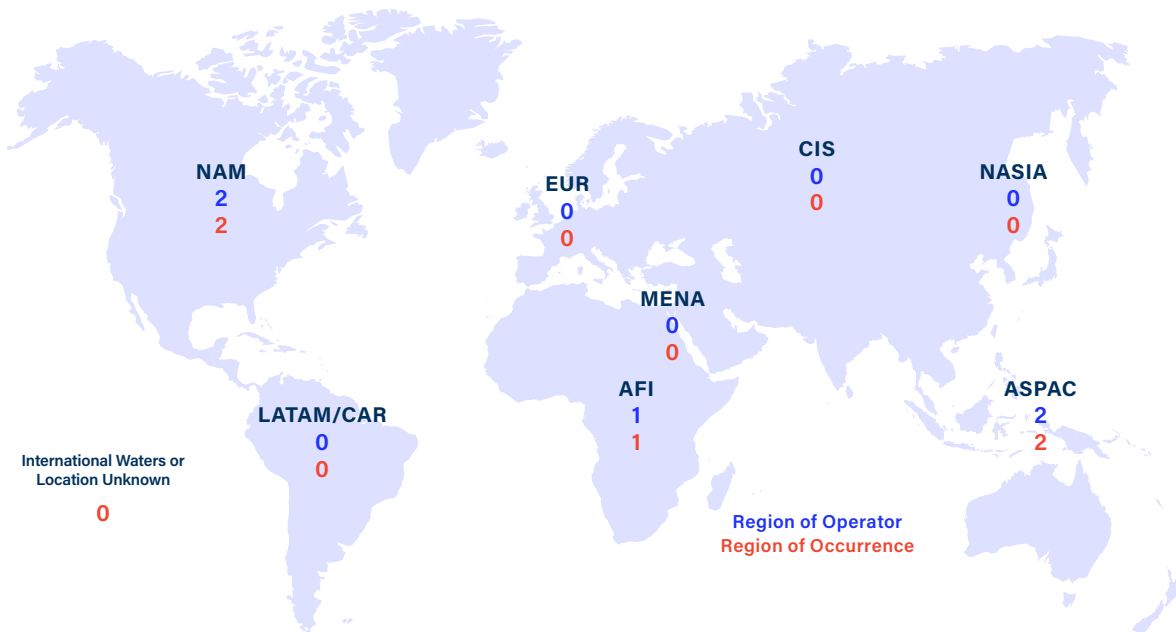 CIS
0
0
NAM
2
2
NASIA
0
0
EUR
0
0
MENA
0
0
AFI
1
1
ASPAC
2
2
LATAM/CAR
0
0
International Waters or
Location Unknown
0
Region of Operator
Region of Occurrence